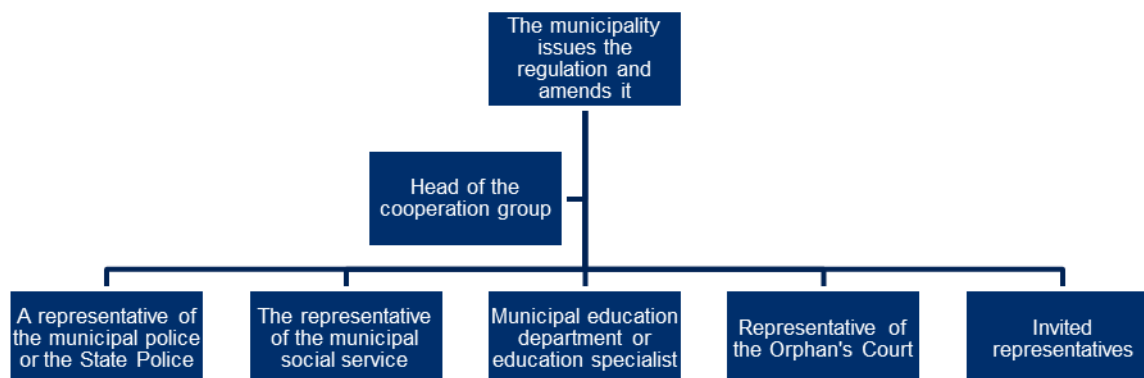 The municipality
issues the
regulation and
amends it
Head of the
cooperation group
A representative of
the municipal police
or the State Police
The representative
of the municipal
social service
Municipal education
department or
education specialist
Representative of
the Orphan's Court
Invited
representatives